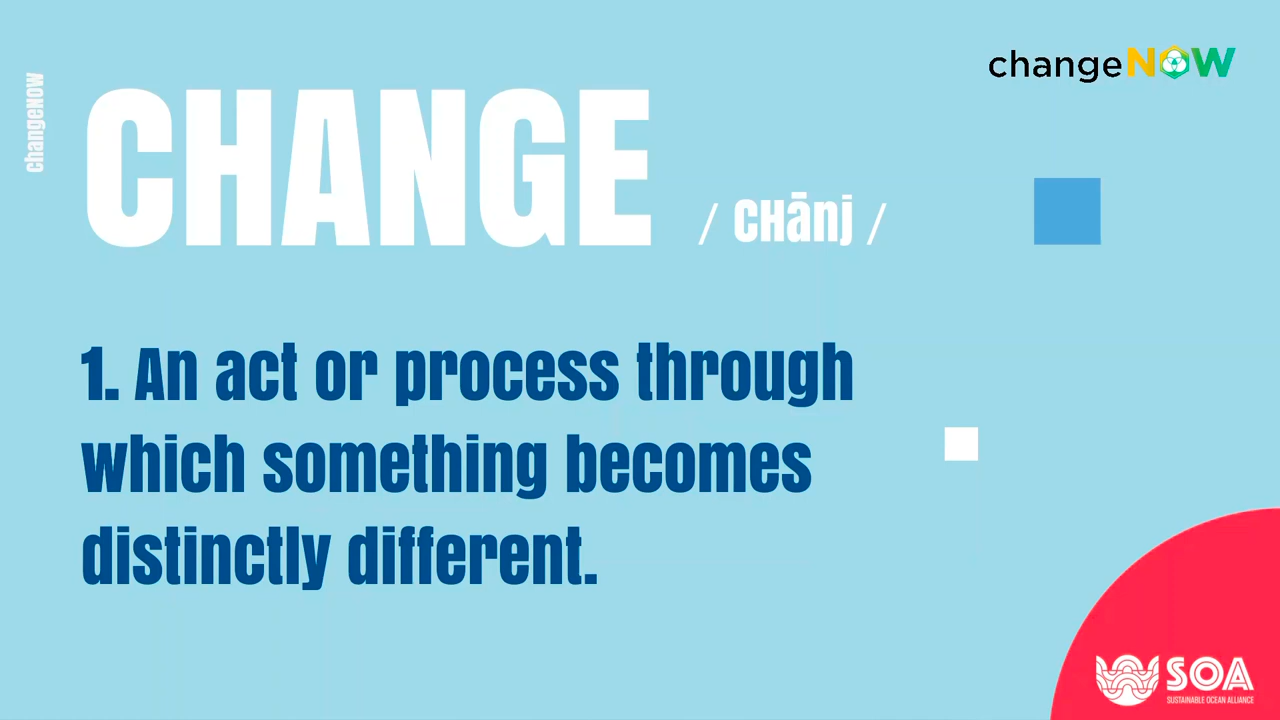 changeNOW
changeNOW
CHANGE / CHānj /
1. An act or process through
which something becomes
distinctly different.
SOA
SUSTAINABLE OCEAN ALLIANCE